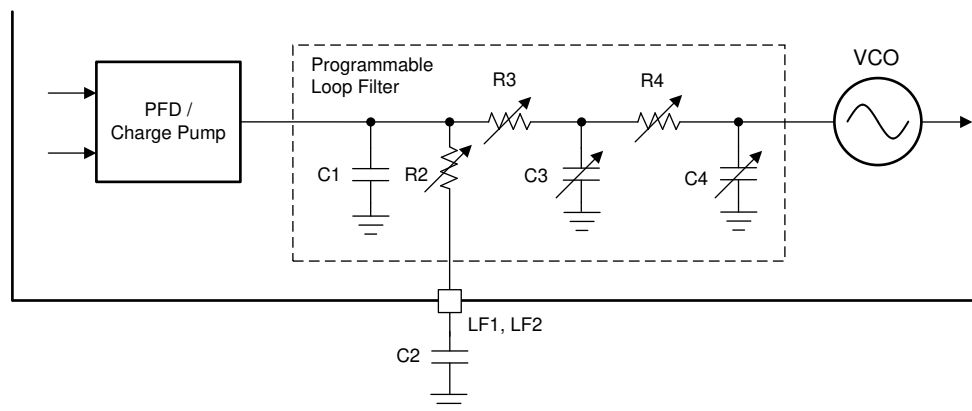 Programmable
Loop Filter
VCO
PFD /
Charge Pump
R3
R4
C1
R2
C3
C4
LF1, LF2
C2